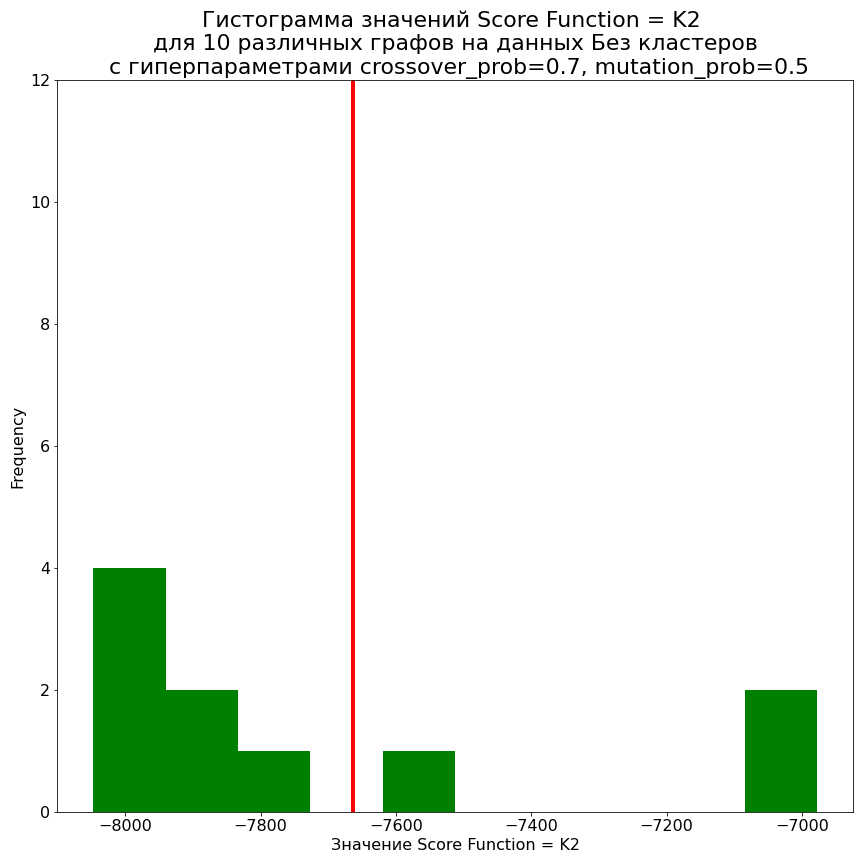 Гистограмма значений Score Function = K2
для 10 различных графов на данных Без кластеров
с гиперпараметрами crossover_prob=0.7, mutation_prob=0.5
12
10
8
6
4
2
0
Frequency
−8000 −7800 −7600 −7400 −7200 −7000
Значение Score Function = K2